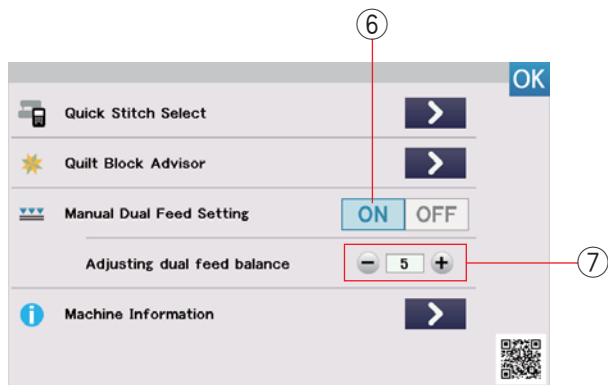 ⑥
OK
Quick Stitch Select
Quilt Block Advisor
Manual Dual Feed Setting ON OFF
Adjusting dual feed balance − 5 + ⑦
Machine Information